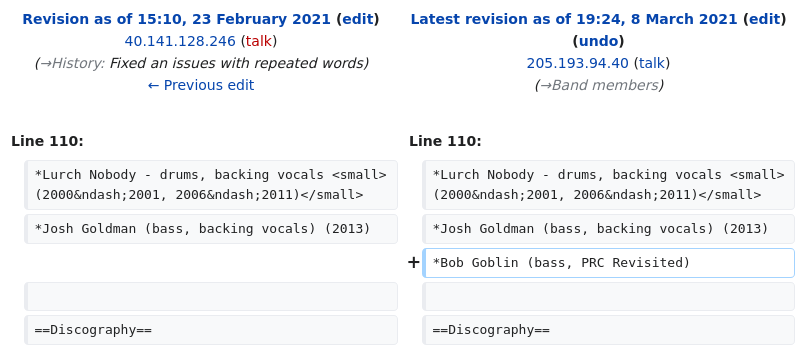 Revision as of 15:10, 23 February 2021 (edit)
40.141.128.246 (talk)
(→History: Fixed an issues with repeated words)
← Previous edit
Latest revision as of 19:24, 8 March 2021 (edit)
(undo)
205.193.94.40 (talk)
(→Band members)
Line 110:
Line 110:
*Lurch Nobody - drums, backing vocals <small>
(2000&ndash;2001, 2006&ndash;2011)</small>
*Lurch Nobody - drums, backing vocals <small>
(2000&ndash;2001, 2006&ndash;2011)</small>
*Josh Goldman (bass, backing vocals) (2013)
*Josh Goldman (bass, backing vocals) (2013)
+ *Bob Goblin (bass, PRC Revisited)
==Discography==
==Discography==